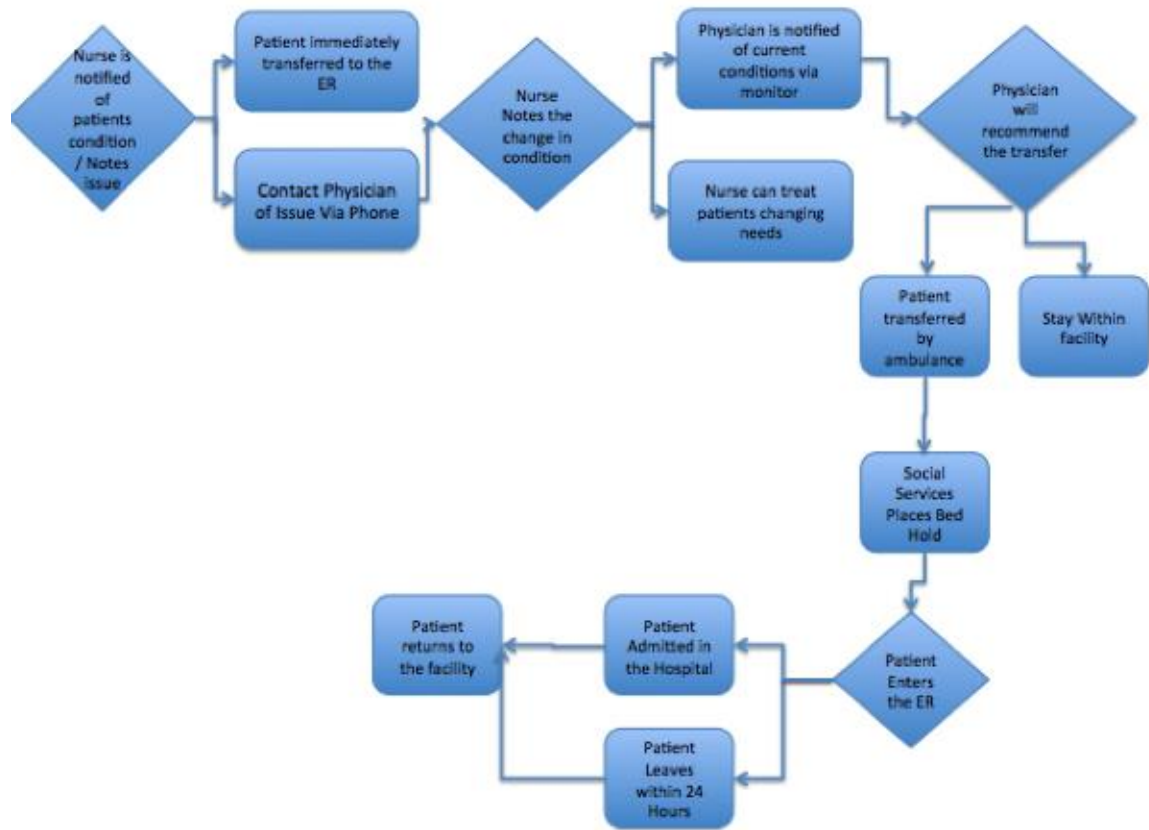 Nurse is
notified
of
patients
condition
/ Notes
issue
Patient immediately
transferred to the
ER
Contact Physician
of Issue Via Phone
Nurse
Notes the
change in
condition
Physician is notified
of current
conditions via
monitor
Nurse can treat
patients changing
needs
Physician
will
recommend
the transfer
Patient
transferred
by
ambulance
Stay Within
facility
Social
Services
Places Bed
Hold
Patient
Enters
the ER
Patient
Admitted in
the Hospital
Patient
Leaves
within 24
Hours
Patient
returns to
the facility